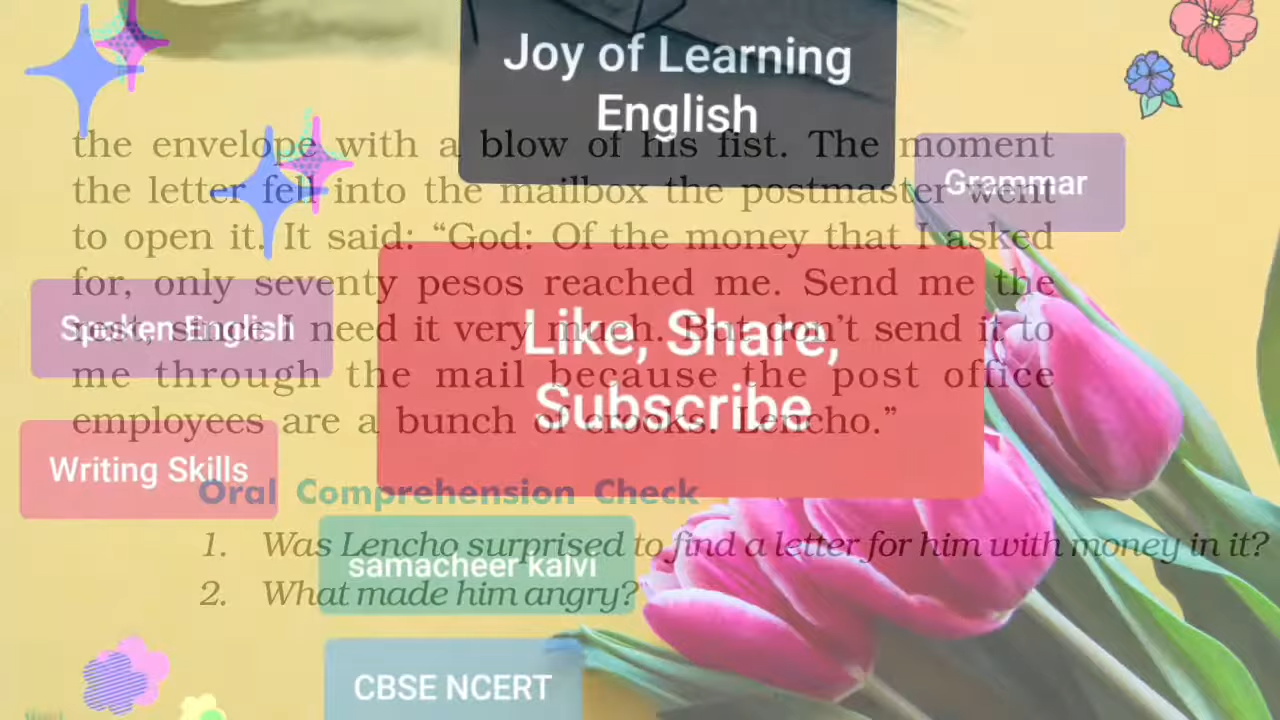 Joy of Learning
English
the envelope with a blow of his fist. The moment
the letter fell into the mailbox the postmaster went
Grammar
to open it. It said: “God: Of the money that I asked
for, only seventy pesos reached me. Send me the
Spoken English
rest, since I need it very much. But don’t send it to
Like, Share,
Subscribe
me through the mail because the post office
employees are a bunch of crooks. Lencho.”
Writing Skills
Oral Comprehension Check
1. Was Lencho surprised to find a letter for him with money in it?
samacheer kalvi
2. What made him angry?
CBSE NCERT